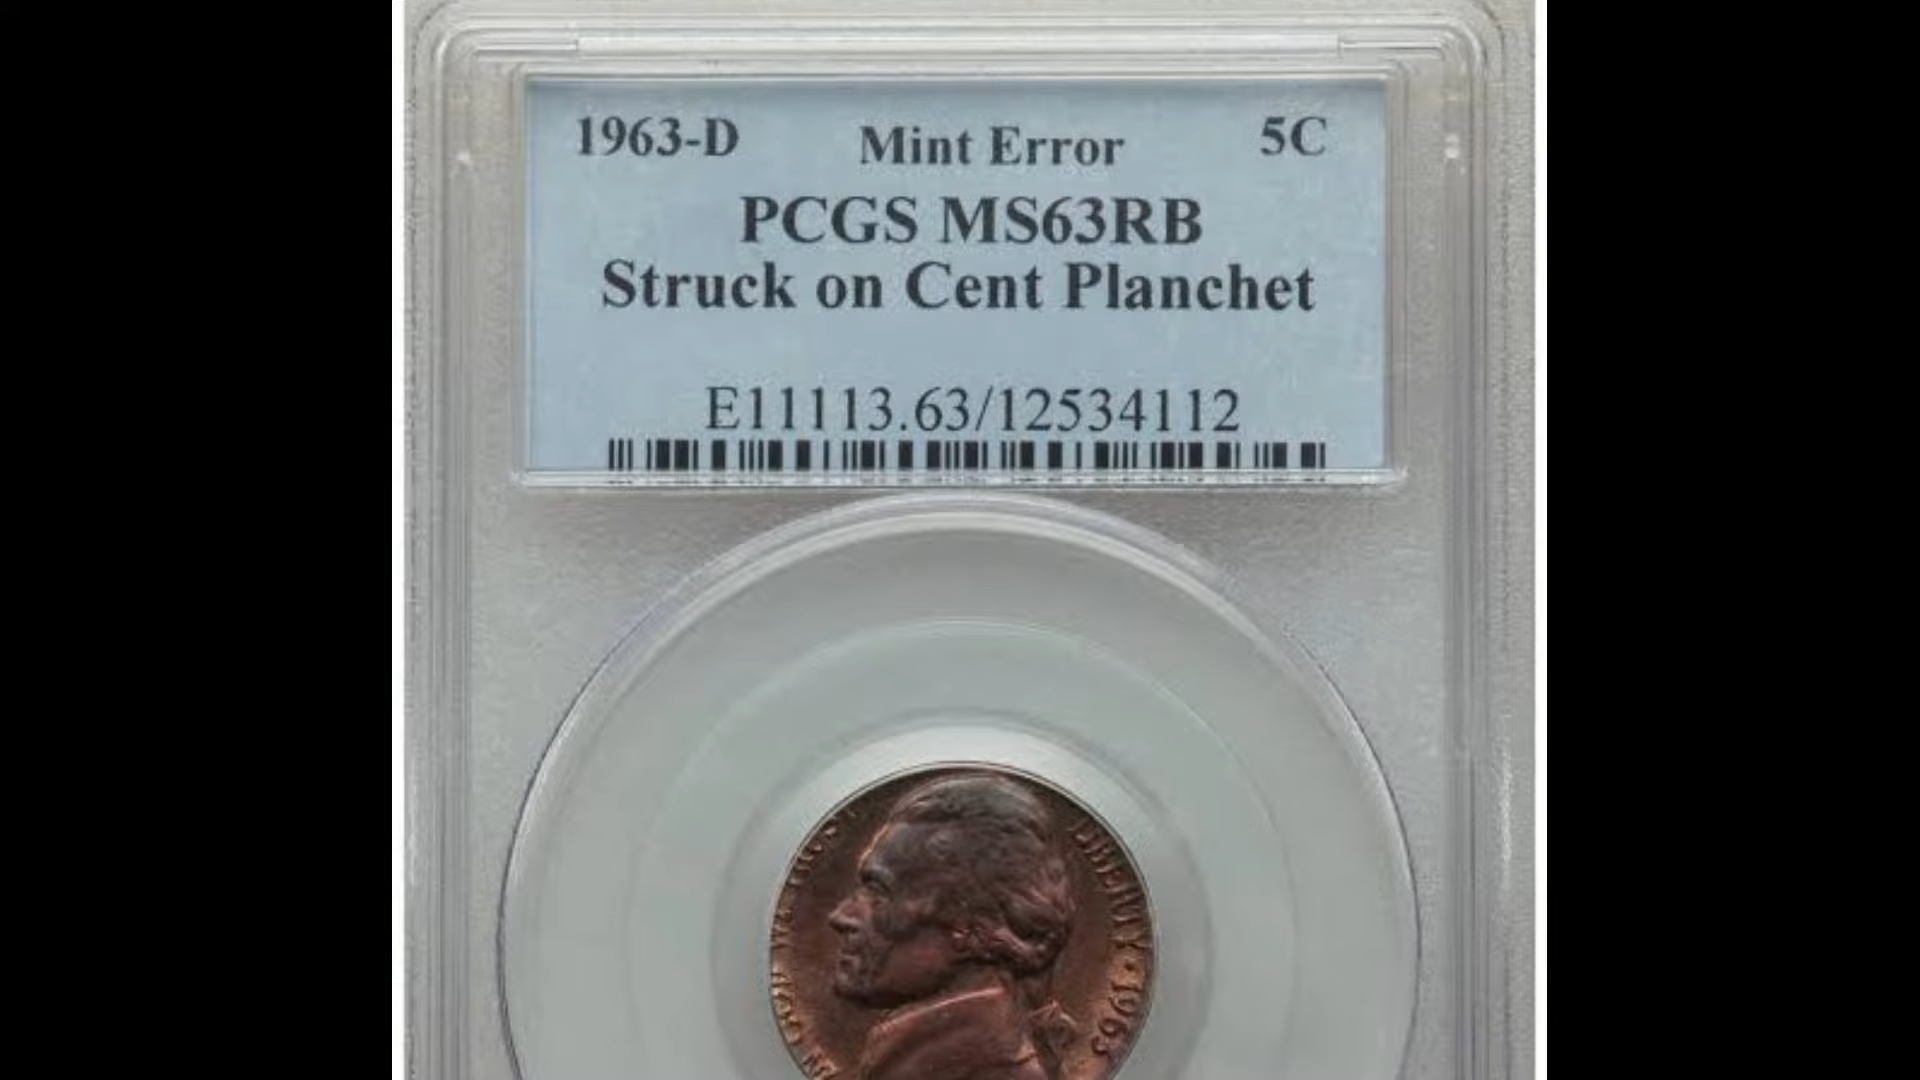 1963-D Mint Error 5C
PCGS MS63RB
Struck on Cent Planchet
E11113.63/12534112
LIBERTY · 1963